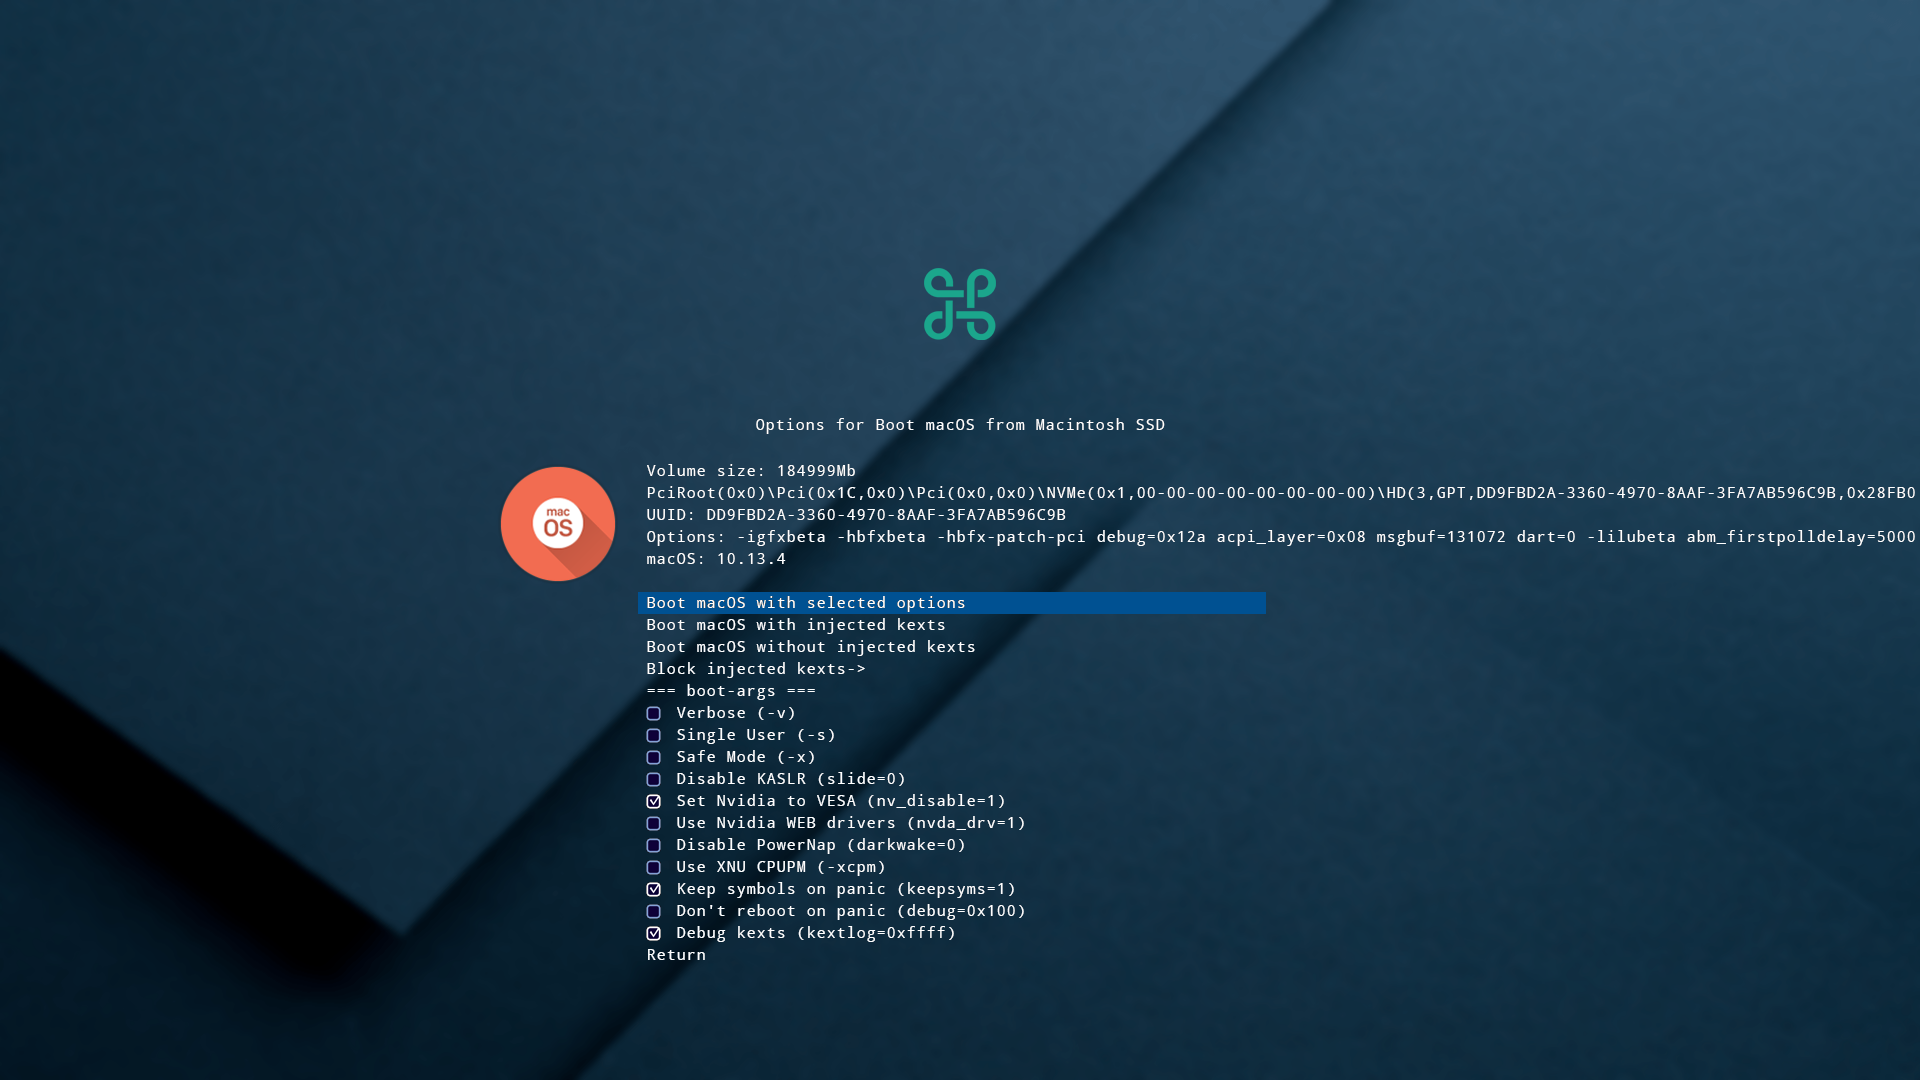 Options for Boot macOS from Macintosh SSD
mac
OS
Volume size: 184999Mb
PciRoot(0x0)\Pci(0x1C,0x0)\Pci(0x0,0x0)\NVMe(0x1,00-00-00-00-00-00-00-00)\HD(3,GPT,DD9FBD2A-3360-4970-8AAF-3FA7AB596C9B,0x28FB0
UUID: DD9FBD2A-3360-4970-8AAF-3FA7AB596C9B
Options: -igfxbeta -hbfxbeta -hbfx-patch-pci debug=0x12a acpi_layer=0x08 msgbuf=131072 dart=0 -lilubeta abm_firstpolldelay=5000
macOS: 10.13.4
Boot macOS with selected options
Boot macOS with injected kexts
Boot macOS without injected kexts
Block injected kexts->
=== boot-args ===
Verbose (-v)
Single User (-s)
Safe Mode (-x)
Disable KASLR (slide=0)
Set Nvidia to VESA (nv_disable=1)
Use Nvidia WEB drivers (nvda_drv=1)
Disable PowerNap (darkwake=0)
Use XNU CPUPM (-xcpm)
Keep symbols on panic (keepsyms=1)
Don't reboot on panic (debug=0x100)
Debug kexts (kextlog=0xffff)
Return